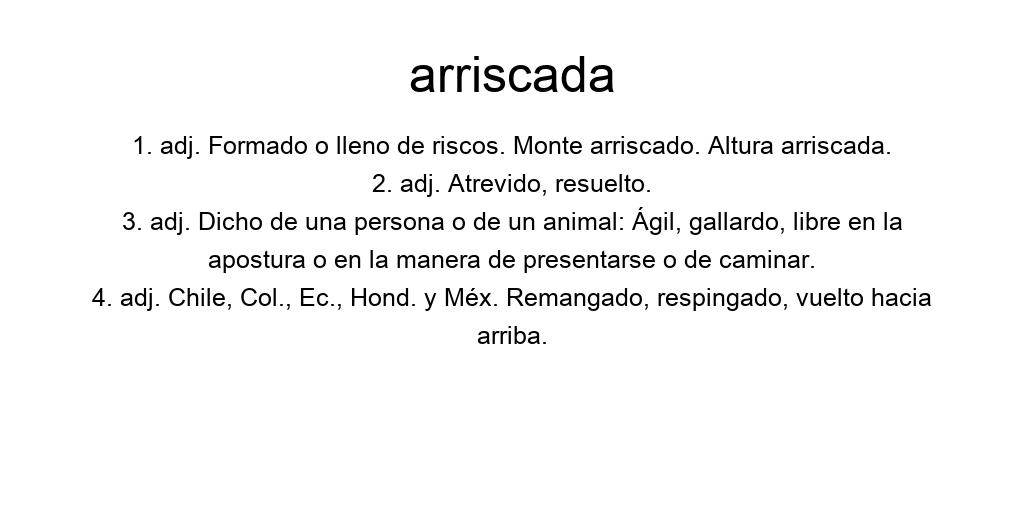 arriscada
1. adj. Formado o lleno de riscos. Monte arriscado. Altura arriscada.
2. adj. Atrevido, resuelto.
3. adj. Dicho de una persona o de un animal: Ágil, gallardo, libre en la
apostura o en la manera de presentarse o de caminar.
4. adj. Chile, Col., Ec., Hond. y Méx. Remangado, respingado, vuelto hacia
arriba.